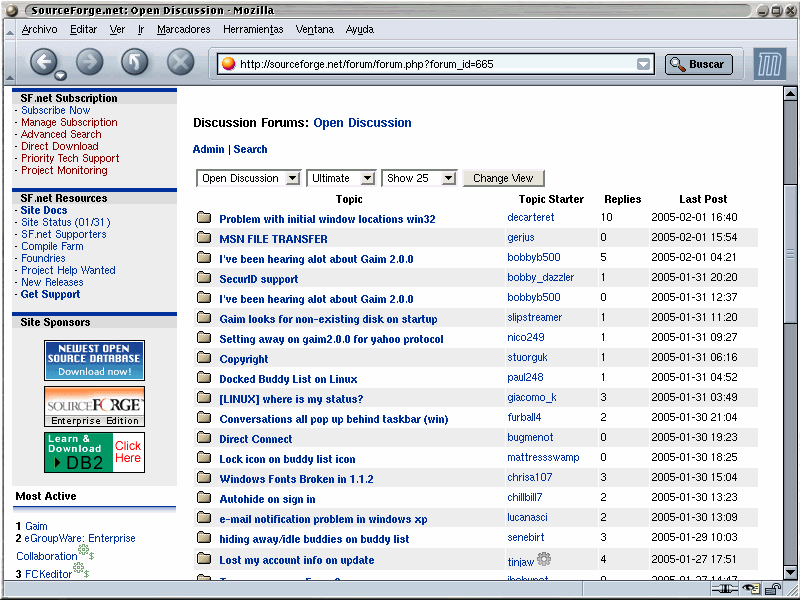 SourceForge.net: Open Discussion - Mozilla
Archivo Editar Ver Ir Marcadores Herramientas Ventana Ayuda
http://sourceforge.net/forum/forum.php?forum_id=665 Buscar
SF.net Subscription
- Subscribe Now
- Manage Subscription
- Advanced Search
- Direct Download
- Priority Tech Support
- Project Monitoring
SF.net Resources
- Site Docs
- Site Status (01/31)
- SF.net Supporters
- Compile Farm
- Foundries
- Project Help Wanted
- New Releases
- Get Support
Site Sponsors
NEWEST OPEN
SOURCE DATABASE
Download now!
SOURCEFORGE
Enterprise Edition
Learn &
Download
DB2
Click
Here
Most Active
1 Gaim
2 eGroupWare: Enterprise
Collaboration $
3 FCKeditor $
Discussion Forums: Open Discussion
Admin | Search
Open Discussion Ultimate Show 25 Change View
Topic Topic Starter Replies Last Post
Problem with initial window locations win32 decarteret 10 2005-02-01 16:40
MSN FILE TRANSFER gerjus 0 2005-02-01 15:54
I've been hearing alot about Gaim 2.0.0 bobbyb500 5 2005-02-01 04:21
SecurID support bobby_dazzler 1 2005-01-31 20:20
I've been hearing alot about Gaim 2.0.0 bobbyb500 0 2005-01-31 12:37
Gaim looks for non-existing disk on startup slipstreamer 1 2005-01-31 11:20
Setting away on gaim2.0.0 for yahoo protocol nico249 1 2005-01-31 09:27
Copyright stuorguk 1 2005-01-31 06:16
Docked Buddy List on Linux paul248 1 2005-01-31 04:52
[LINUX] where is my status? giacomo_k 3 2005-01-31 03:49
Conversations all pop up behind taskbar (win) furball4 2 2005-01-30 21:04
Direct Connect bugmenot 0 2005-01-30 19:23
Lock icon on buddy list icon mattressswamp 0 2005-01-30 18:25
Windows Fonts Broken in 1.1.2 chrisa107 3 2005-01-30 15:04
Autohide on sign in chillbill7 2 2005-01-30 13:23
e-mail notification problem in windows xp lucanasci 2 2005-01-30 13:09
hiding away/idle buddies on buddy list senebirt 3 2005-01-29 10:03
Lost my account info on update tinjaw 4 2005-01-27 17:51